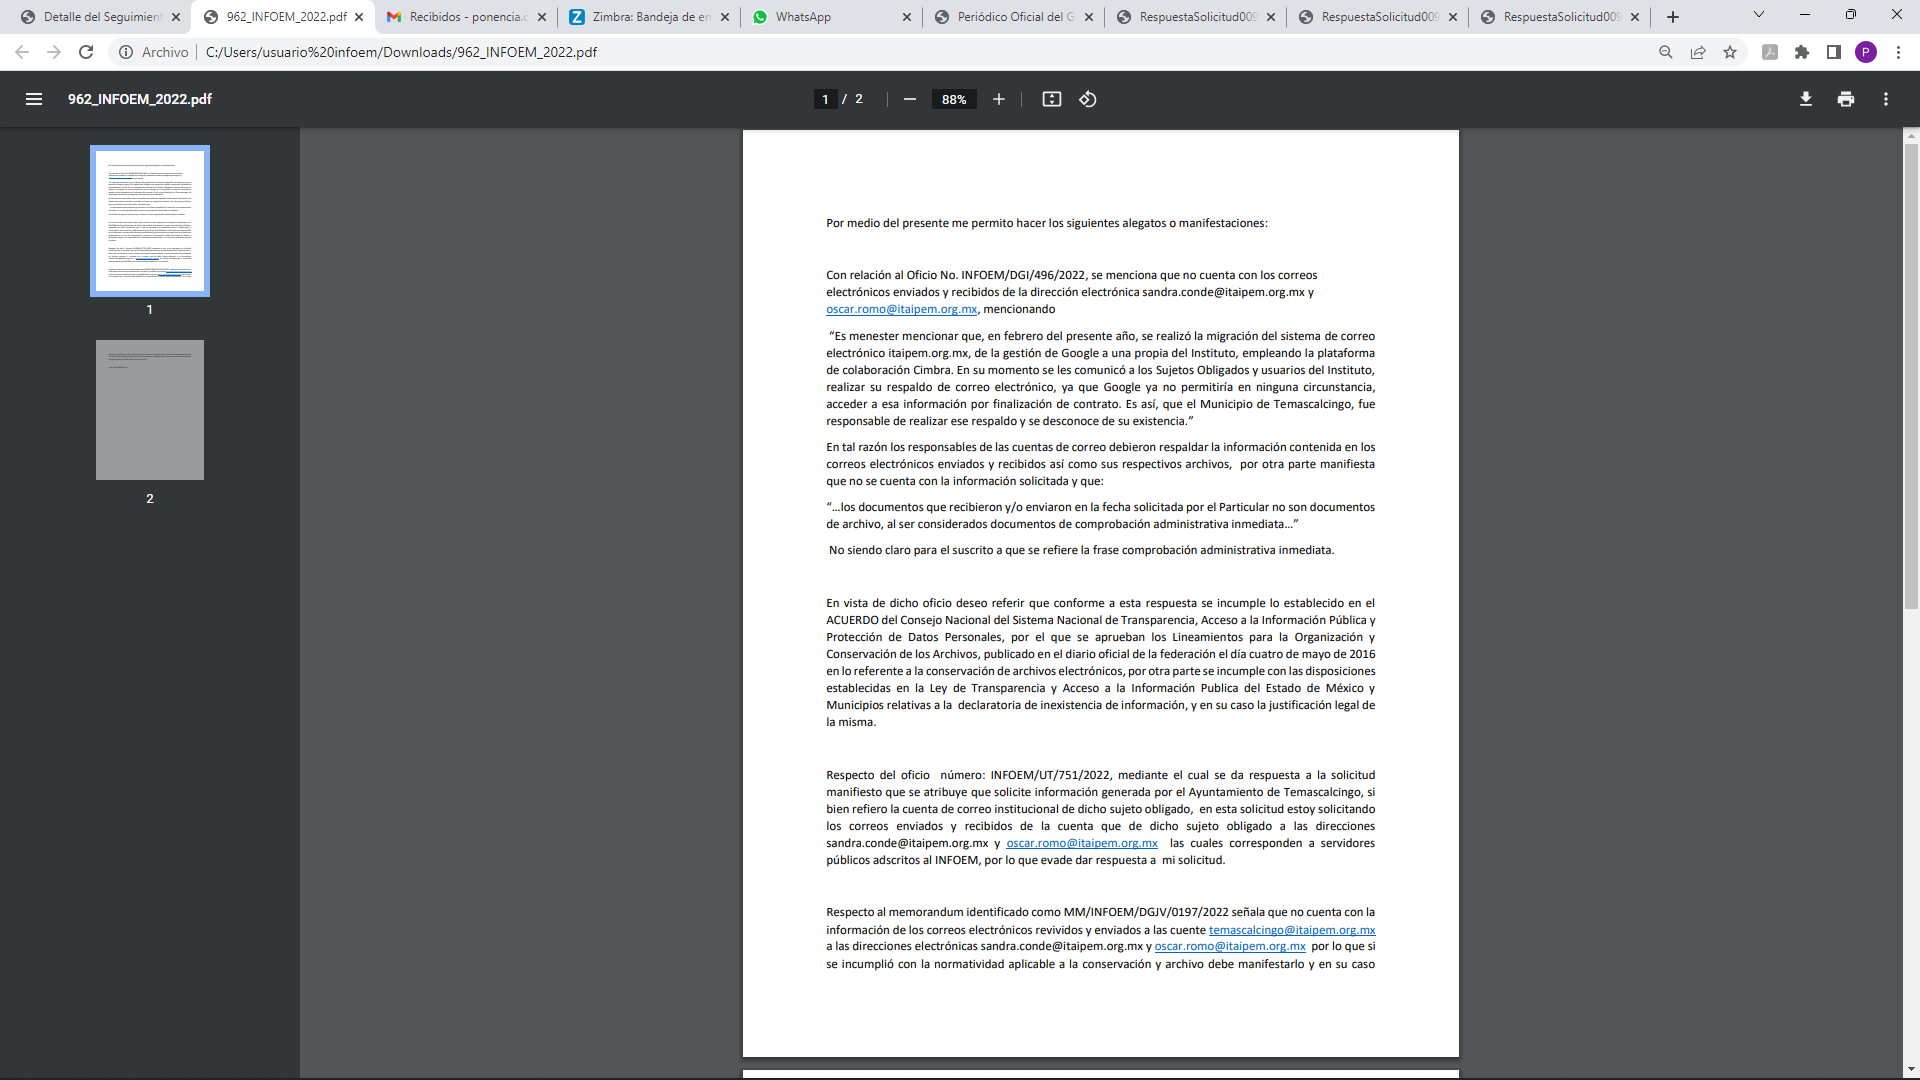 Detalle del Seguimien
962_INFOEM_2022.pdf
Recibidos - ponencia.c
Zimbra: Bandeja de en
WhatsApp
Periódico Oficial del G
RespuestaSolicitud009
RespuestaSolicitud009
RespuestaSolicitud009
Archivo
C:/Users/usuario%20infoem/Downloads/962_INFOEM_2022.pdf
P
962_INFOEM_2022.pdf
1 / 2
88%
1
2
Por medio del presente me permito hacer los siguientes alegatos o manifestaciones:
Con relación al Oficio No. INFOEM/DGI/496/2022, se menciona que no cuenta con los correos
electrónicos enviados y recibidos de la dirección electrónica sandra.conde@itaipem.org.mx y
oscar.romo@itaipem.org.mx, mencionando
“Es menester mencionar que, en febrero del presente año, se realizó la migración del sistema de correo
electrónico itaipem.org.mx, de la gestión de Google a una propia del Instituto, empleando la plataforma
de colaboración Cimbra. En su momento se les comunicó a los Sujetos Obligados y usuarios del Instituto,
realizar su respaldo de correo electrónico, ya que Google ya no permitiría en ninguna circunstancia,
acceder a esa información por finalización de contrato. Es así, que el Municipio de Temascalcingo, fue
responsable de realizar ese respaldo y se desconoce de su existencia.”
En tal razón los responsables de las cuentas de correo debieron respaldar la información contenida en los
correos electrónicos enviados y recibidos así como sus respectivos archivos, por otra parte manifiesta
que no se cuenta con la información solicitada y que:
“…los documentos que recibieron y/o enviaron en la fecha solicitada por el Particular no son documentos
de archivo, al ser considerados documentos de comprobación administrativa inmediata…”
No siendo claro para el suscrito a que se refiere la frase comprobación administrativa inmediata.
En vista de dicho oficio deseo referir que conforme a esta respuesta se incumple lo establecido en el
ACUERDO del Consejo Nacional del Sistema Nacional de Transparencia, Acceso a la Información Pública y
Protección de Datos Personales, por el que se aprueban los Lineamientos para la Organización y
Conservación de los Archivos, publicado en el diario oficial de la federación el día cuatro de mayo de 2016
en lo referente a la conservación de archivos electrónicos, por otra parte se incumple con las disposiciones
establecidas en la Ley de Transparencia y Acceso a la Información Publica del Estado de México y
Municipios relativas a la declaratoria de inexistencia de información, y en su caso la justificación legal de
la misma.
Respecto del oficio número: INFOEM/UT/751/2022, mediante el cual se da respuesta a la solicitud
manifiesto que se atribuye que solicite información generada por el Ayuntamiento de Temascalcingo, si
bien refiero la cuenta de correo institucional de dicho sujeto obligado, en esta solicitud estoy solicitando
los correos enviados y recibidos de la cuenta que de dicho sujeto obligado a las direcciones
sandra.conde@itaipem.org.mx y oscar.romo@itaipem.org.mx las cuales corresponden a servidores
públicos adscritos al INFOEM, por lo que evade dar respuesta a mi solicitud.
Respecto al memorandum identificado como MM/INFOEM/DGJV/0197/2022 señala que no cuenta con la
información de los correos electrónicos revividos y enviados a las cuente temascalcingo@itaipem.org.mx
a las direcciones electrónicas sandra.conde@itaipem.org.mx y oscar.romo@itaipem.org.mx por lo que si
se incumplió con la normatividad aplicable a la conservación y archivo debe manifestarlo y en su caso